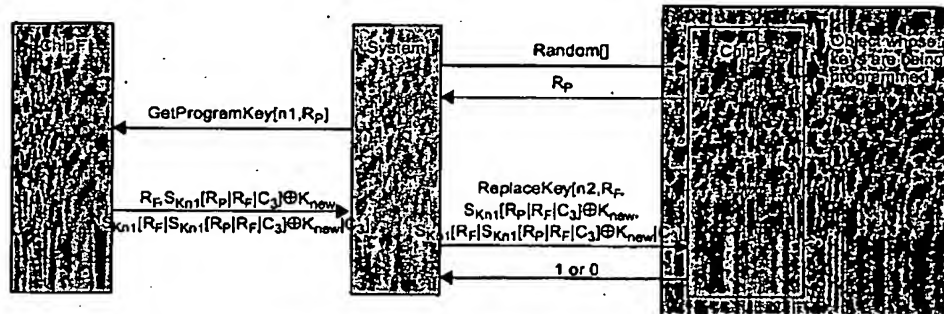 ChipF
System
ChipP
Object whose
keys are being
programmed
Random[]
R_P
GetProgramKey[n1,R_P]
R_F,S_Kn1[R_P|R_F|C_3]⊕K_new
S_Kn1[R_F|S_Kn1[R_P|R_F|C_3]⊕K_new|C_3]
ReplaceKey[n2,R_F,
S_Kn1[R_P|R_F|C_3]⊕K_new,
S_Kn1[R_F|S_Kn1[R_P|R_F|C_3]⊕K_new|C_3]]
1 or 0